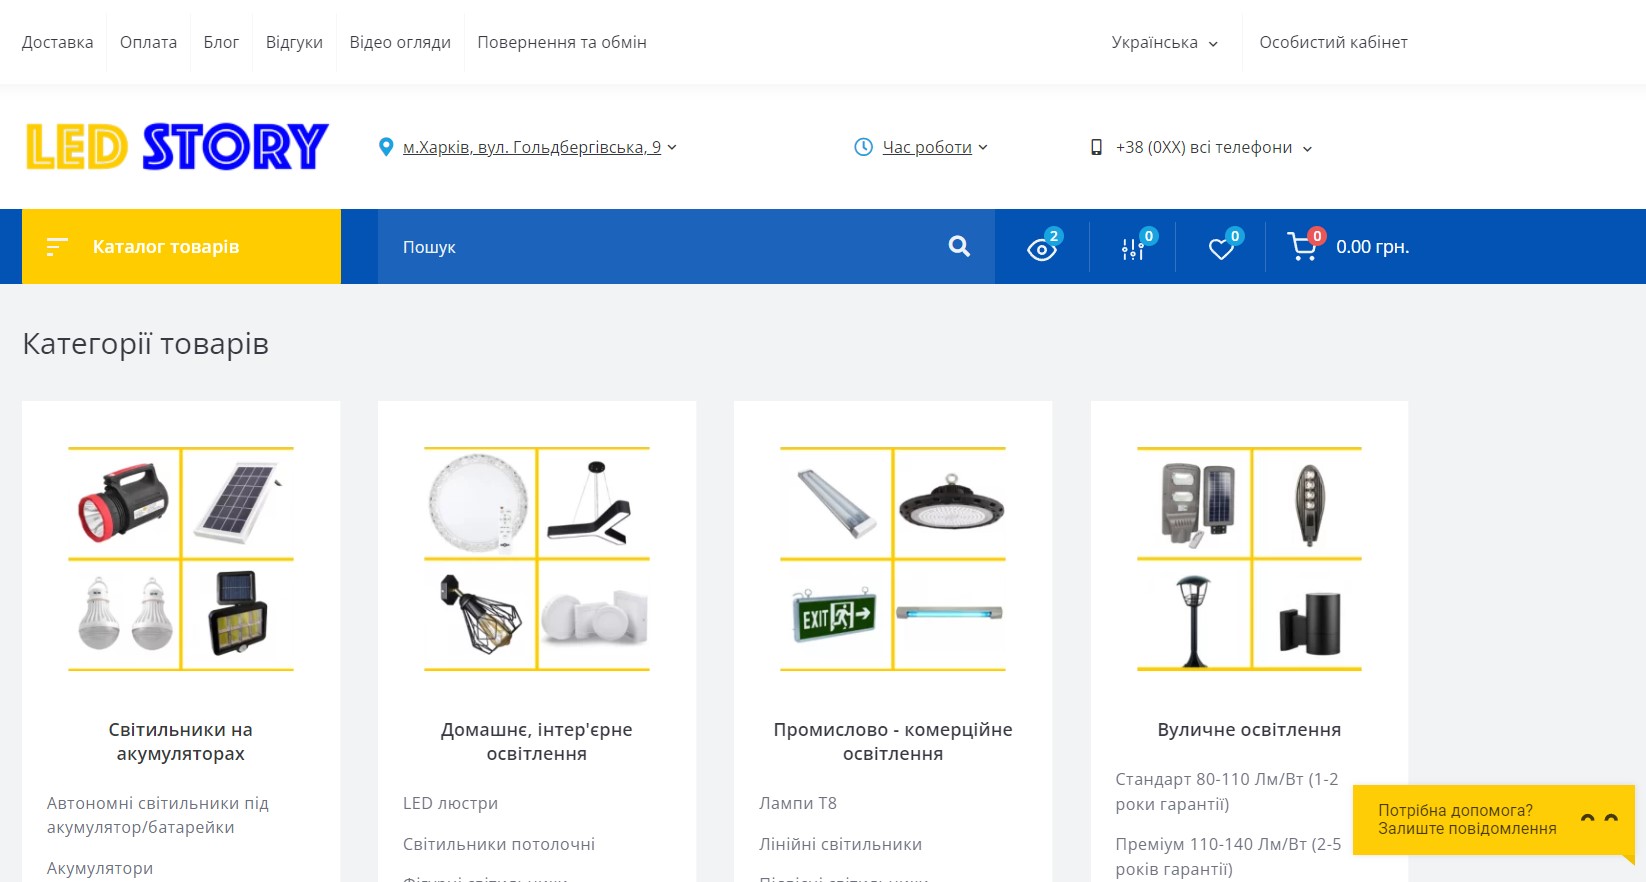 Доставка
Оплата
Блог
Відгуки
Відео огляди
Повернення та обмін
Українська
Особистий кабінет
LED STORY
м.Харків, вул. Гольдбергівська, 9
Час роботи
+38 (0XX) всі телефони
Каталог товарів
Пошук
2
0
0
0
0.00 грн.
Категорії товарів
EXIT
Світильники на
акумуляторах
Автономні світильники під
акумулятор/батарейки
Акумулятори
Домашнє, інтер'єрне
освітлення
LED люстри
Світильники потолочні
Фігурні світильники
Промислово - комерційне
освітлення
Лампи Т8
Лінійні світильники
Підвісні світильники
Вуличне освітлення
Стандарт 80-110 Лм/Вт (1-2
роки гарантії)
Преміум 110-140 Лм/Вт (2-5
років гарантії)
Потрібна допомога?
Залиште повідомлення